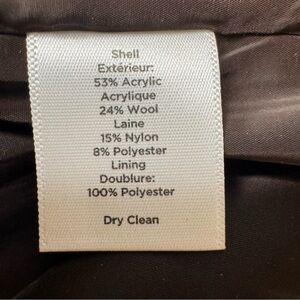 Shell
Extérieur:
53% Acrylic
Acrylique
24% Wool
Laine
15% Nylon
8% Polyester
Lining
Doublure:
100% Polyester
Dry Clean